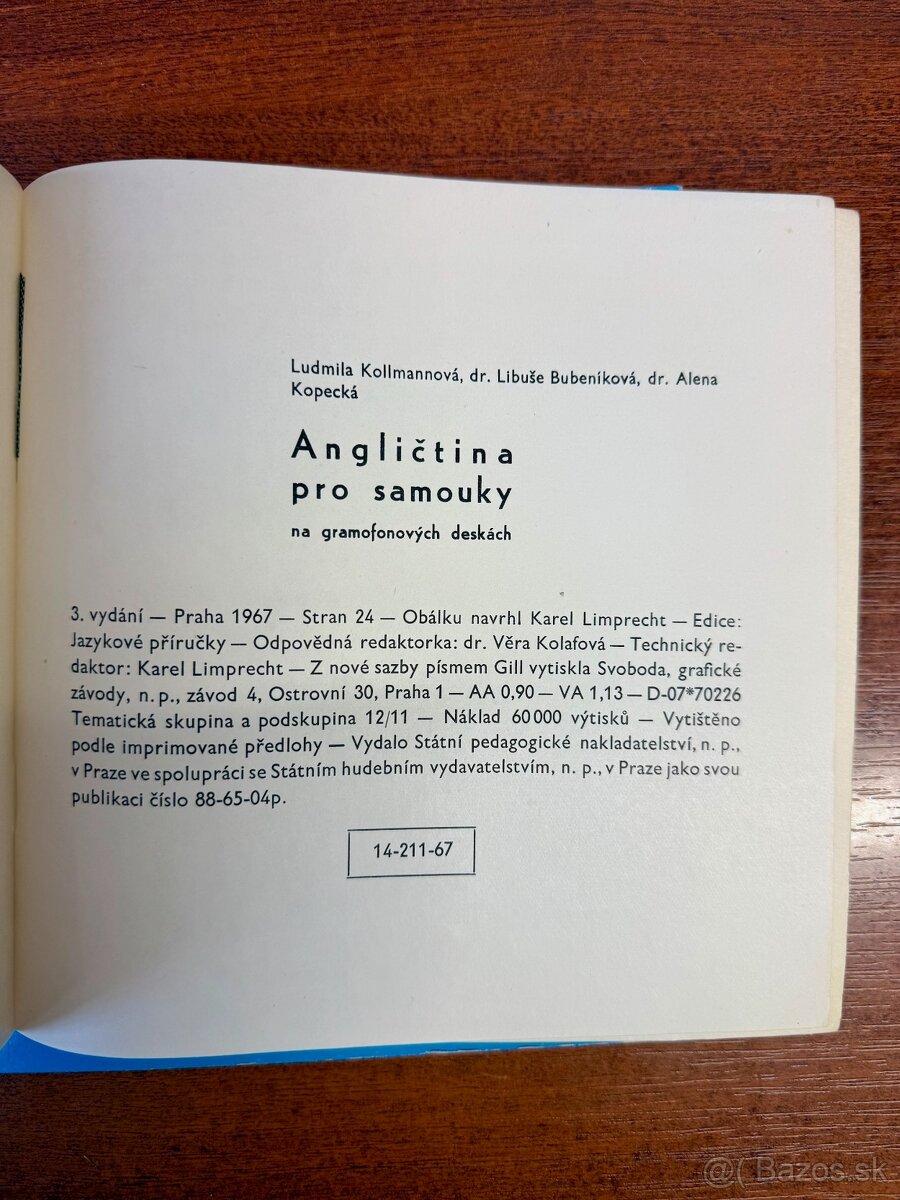 Ludmila Kollmannová, dr. Libuše Bubeníková, dr. Alena
Kopecká
Angličtina
pro samouky
na gramofonových deskách
3. vydání — Praha 1967 — Stran 24 — Obálku navrhl Karel Limprecht — Edice:
Jazykové příručky — Odpovědná redaktorka: dr. Věra Kolafová — Technický re-
daktor: Karel Limprecht — Z nové sazby písmem Gill vytiskla Svoboda, grafické
závody, n. p., závod 4, Ostrovní 30, Praha 1 — AA 0,90 — VA 1,13 — D-07*70226
Tematická skupina a podskupina 12/11 — Náklad 60 000 výtisků — Vytištěno
podle imprimované předlohy — Vydalo Státní pedagogické nakladatelství, n. p.,
v Praze ve spolupráci se Státním hudebním vydavatelstvím, n. p., v Praze jako svou
publikaci číslo 88-65-04p.
14-211-67
@( Bazos.sk